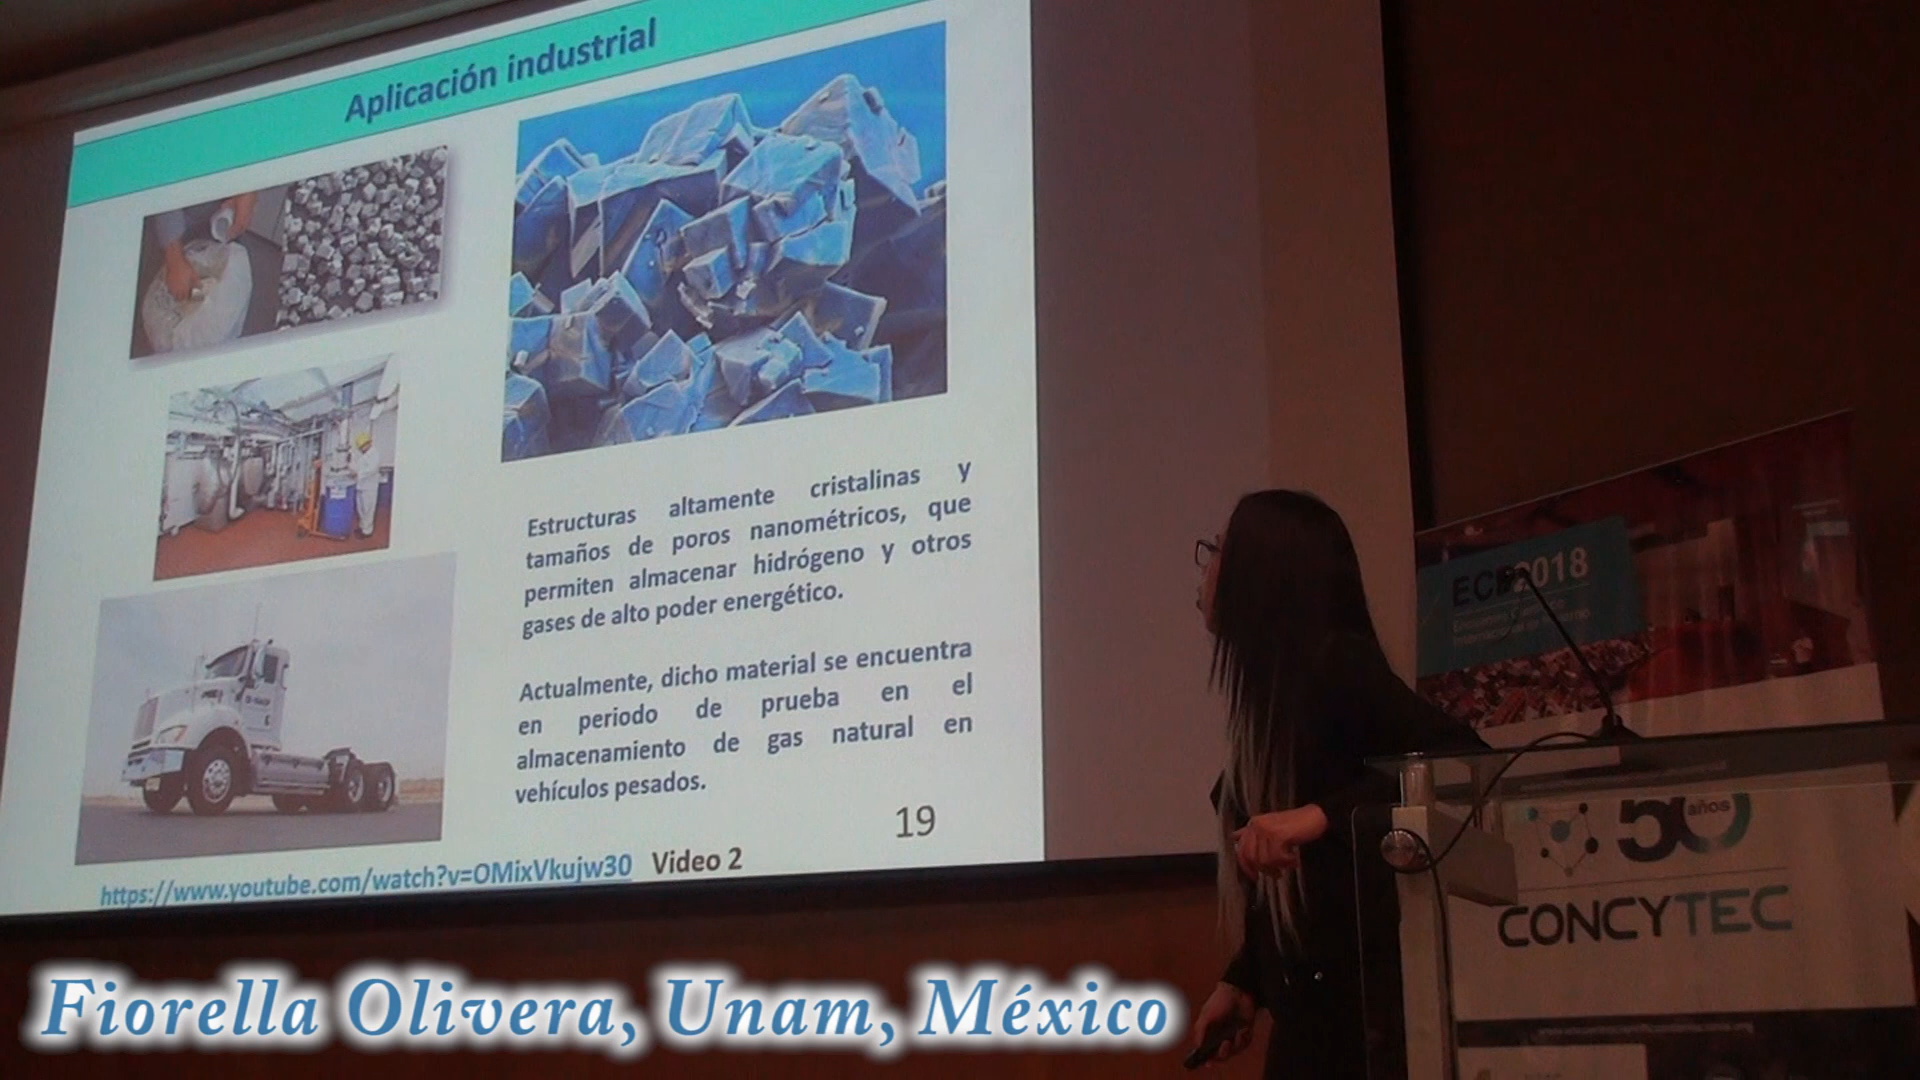 Aplicación industrial
Estructuras altamente cristalinas y
tamaños de poros nanométricos, que
permiten almacenar hidrógeno y otros
gases de alto poder energético.
Actualmente, dicho material se encuentra
en periodo de prueba en el
almacenamiento de gas natural en
vehículos pesados.
19
https://www.youtube.com/watch?v=OMixVkujw30 Video 2
2018
50 años
CONCYTEC
Fiorella Olivera, Unam, México